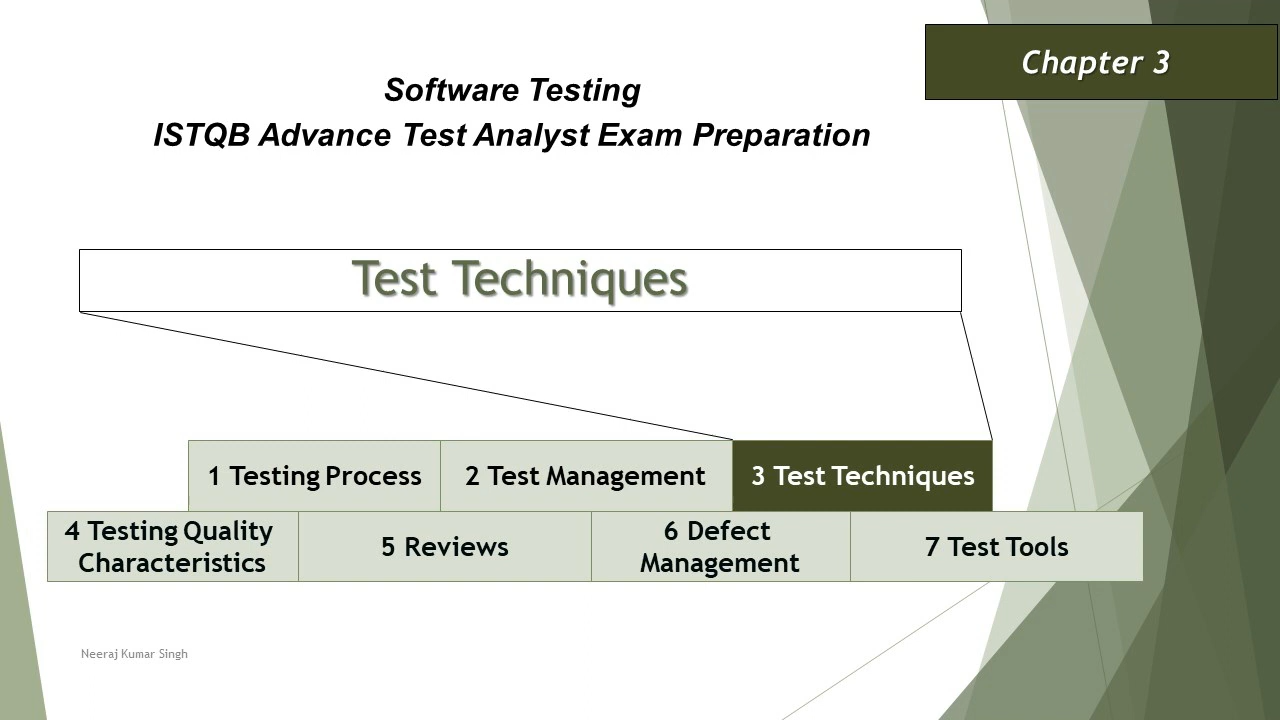 Chapter 3
Software Testing
ISTQB Advance Test Analyst Exam Preparation
Test Techniques
1 Testing Process
2 Test Management
3 Test Techniques
4 Testing Quality
Characteristics
5 Reviews
6 Defect
Management
7 Test Tools
Neeraj Kumar Singh